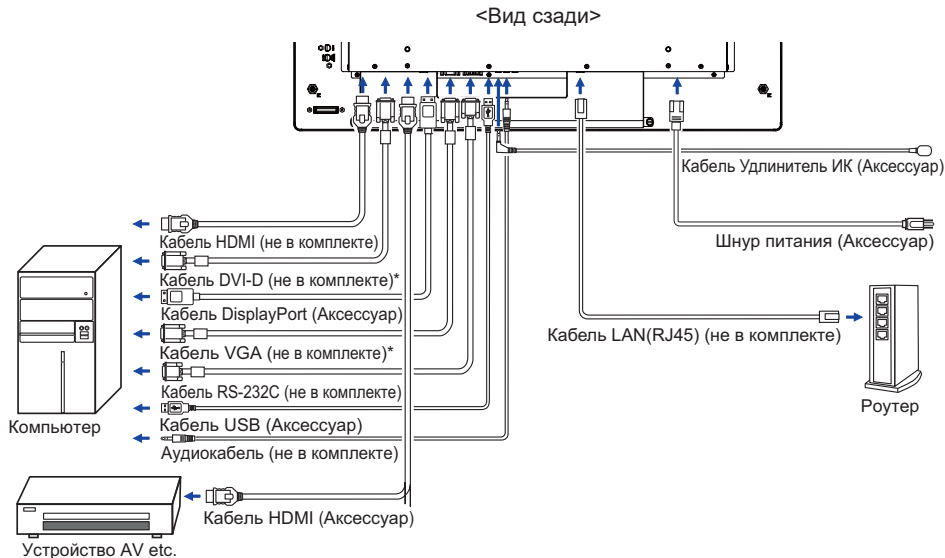 <Вид сзади>
Кабель Удлинитель ИК (Аксессуар)
Кабель HDMI (не в комплекте)
Шнур питания (Аксессуар)
Кабель DVI-D (не в комплекте)*
Кабель DisplayPort (Аксессуар)
Кабель LAN(RJ45) (не в комплекте)
Кабель VGA (не в комплекте)*
Кабель RS-232C (не в комплекте)
Роутер
Компьютер
Кабель USB (Аксессуар)
Аудиокабель (не в комплекте)
Кабель HDMI (Аксессуар)
Устройство AV etc.